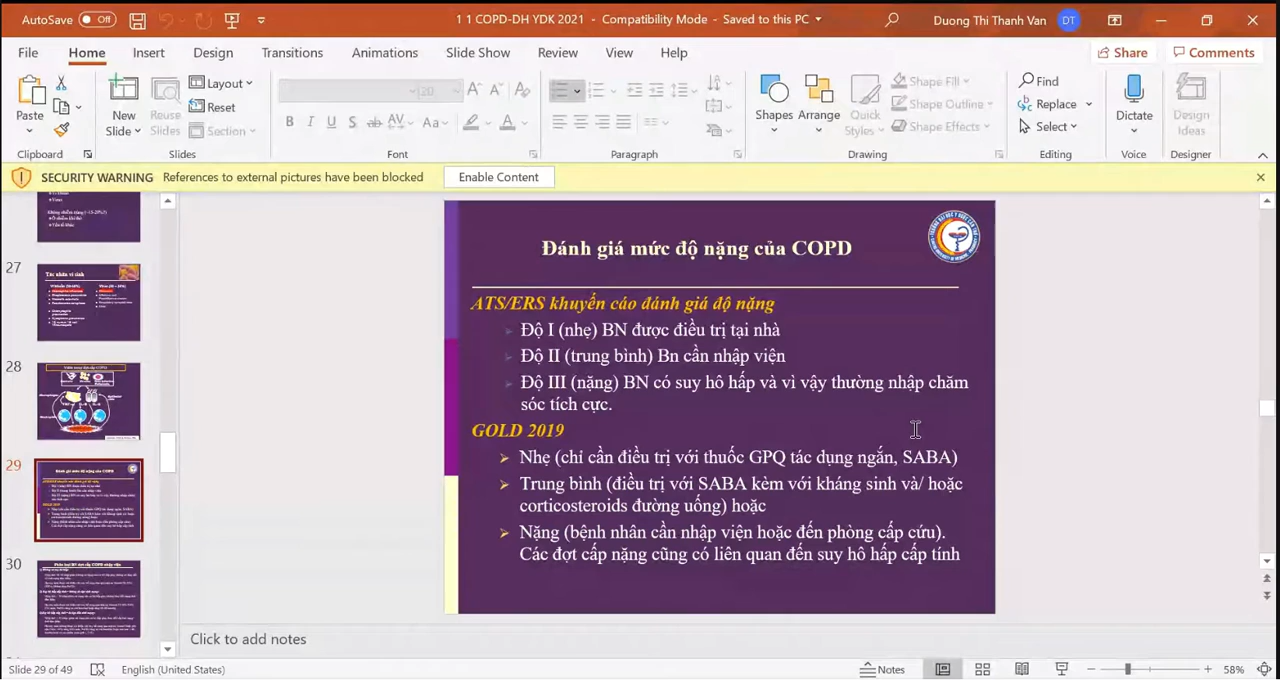 AutoSave Off 1 1 COPD-DH YDK 2021 - Compatibility Mode - Saved to this PC Duong Thi Thanh Van DT
File Home Insert Design Transitions Animations Slide Show Review View Help Share Comments
Paste New Slide Reuse Slides Layout Reset Section 20 Shapes Arrange Quick Styles Shape Fill Shape Outline Shape Effects Find Replace Select Dictate Design Ideas
Clipboard Slides Font Paragraph Drawing Editing Voice Designer
SECURITY WARNING References to external pictures have been blocked Enable Content
27
28
29
30
Đánh giá mức độ nặng của COPD
ATS/ERS khuyến cáo đánh giá độ nặng
Độ I (nhẹ) BN được điều trị tại nhà
Độ II (trung bình) Bn cần nhập viện
Độ III (nặng) BN có suy hô hấp và vì vậy thường nhập chăm
sóc tích cực.
GOLD 2019
Nhẹ (chỉ cần điều trị với thuốc GPQ tác dụng ngắn, SABA)
Trung bình (điều trị với SABA kèm với kháng sinh và/ hoặc
corticosteroids đường uống) hoặc
Nặng (bệnh nhân cần nhập viện hoặc đến phòng cấp cứu).
Các đợt cấp nặng cũng có liên quan đến suy hô hấp cấp tính
Click to add notes
Slide 29 of 49 English (United States) Notes 58%